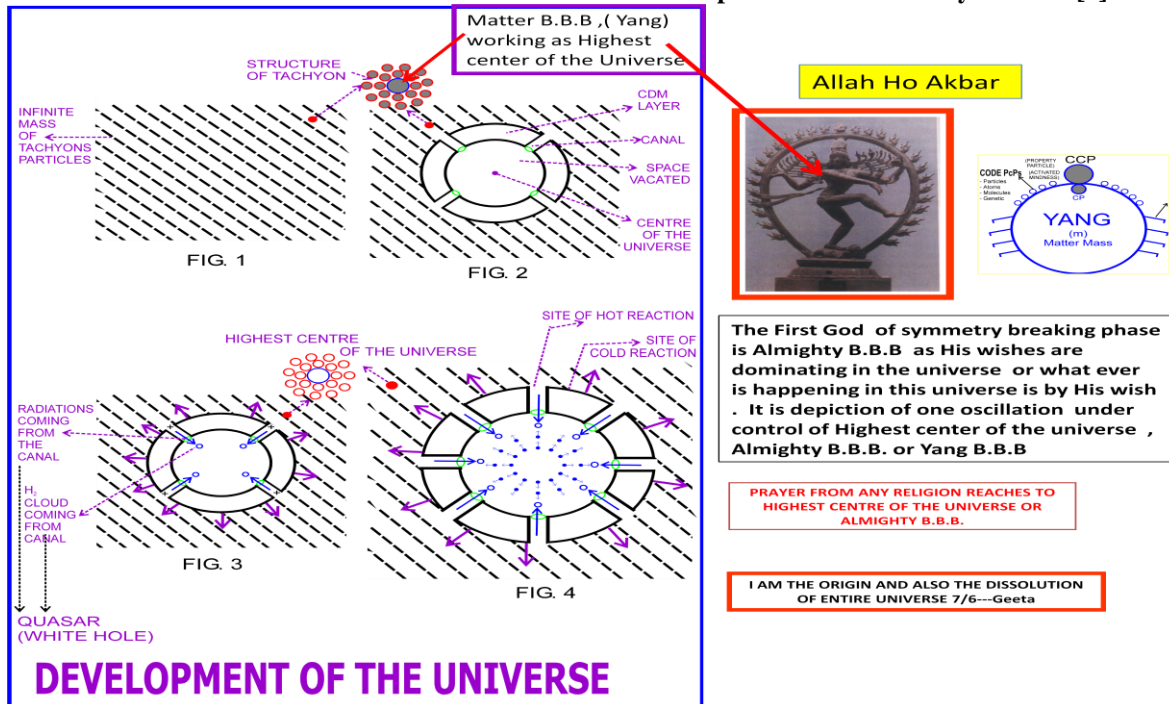 Matter B.B.B ,( Yang)
working as Highest
center of the Universe
STRUCTURE
OF TACHYON
INFINITE
MASS
OF
TACHYONS
PARTICLES
CDM
LAYER
CANAL
SPACE
VACATED
CENTRE
OF THE
UNIVERSE
FIG. 1
FIG. 2
HIGHEST CENTRE
OF THE UNIVERSE
SITE OF HOT REACTION
SITE OF
COLD REACTION
RADIATIONS
COMING
FROM
THE
CANAL
H2
CLOUD
COMING
FROM
CANAL
FIG. 3
FIG. 4
QUASAR
(WHITE HOLE)
DEVELOPMENT OF THE UNIVERSE
Allah Ho Akbar
(PROPERTY
PARTICLE)
CCP
CODE PcPs
(ACTIVATED
MINDNESS)
- Particles
- Atoms
- Molecules
- Genetic
CP
YANG
(m)
Matter Mass
The First God of symmetry breaking phase
is Almighty B.B.B as His wishes are
dominating in the universe or what ever
is happening in this universe is by His wish
. It is depiction of one oscillation under
control of Highest center of the universe ,
Almighty B.B.B. or Yang B.B.B
PRAYER FROM ANY RELIGION REACHES TO
HIGHEST CENTRE OF THE UNIVERSE OR
ALMIGHTY B.B.B.
I AM THE ORIGIN AND ALSO THE DISSOLUTION
OF ENTIRE UNIVERSE 7/6---Geeta